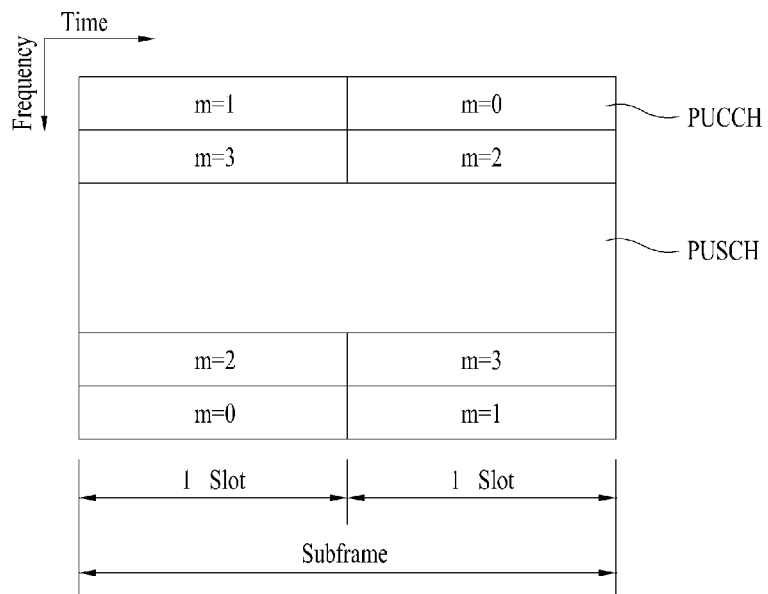 Time
Frequency
m=1 m=0
PUCCH
m=3 m=2
PUSCH
m=2 m=3
m=0 m=1
1 Slot 1 Slot
Subframe